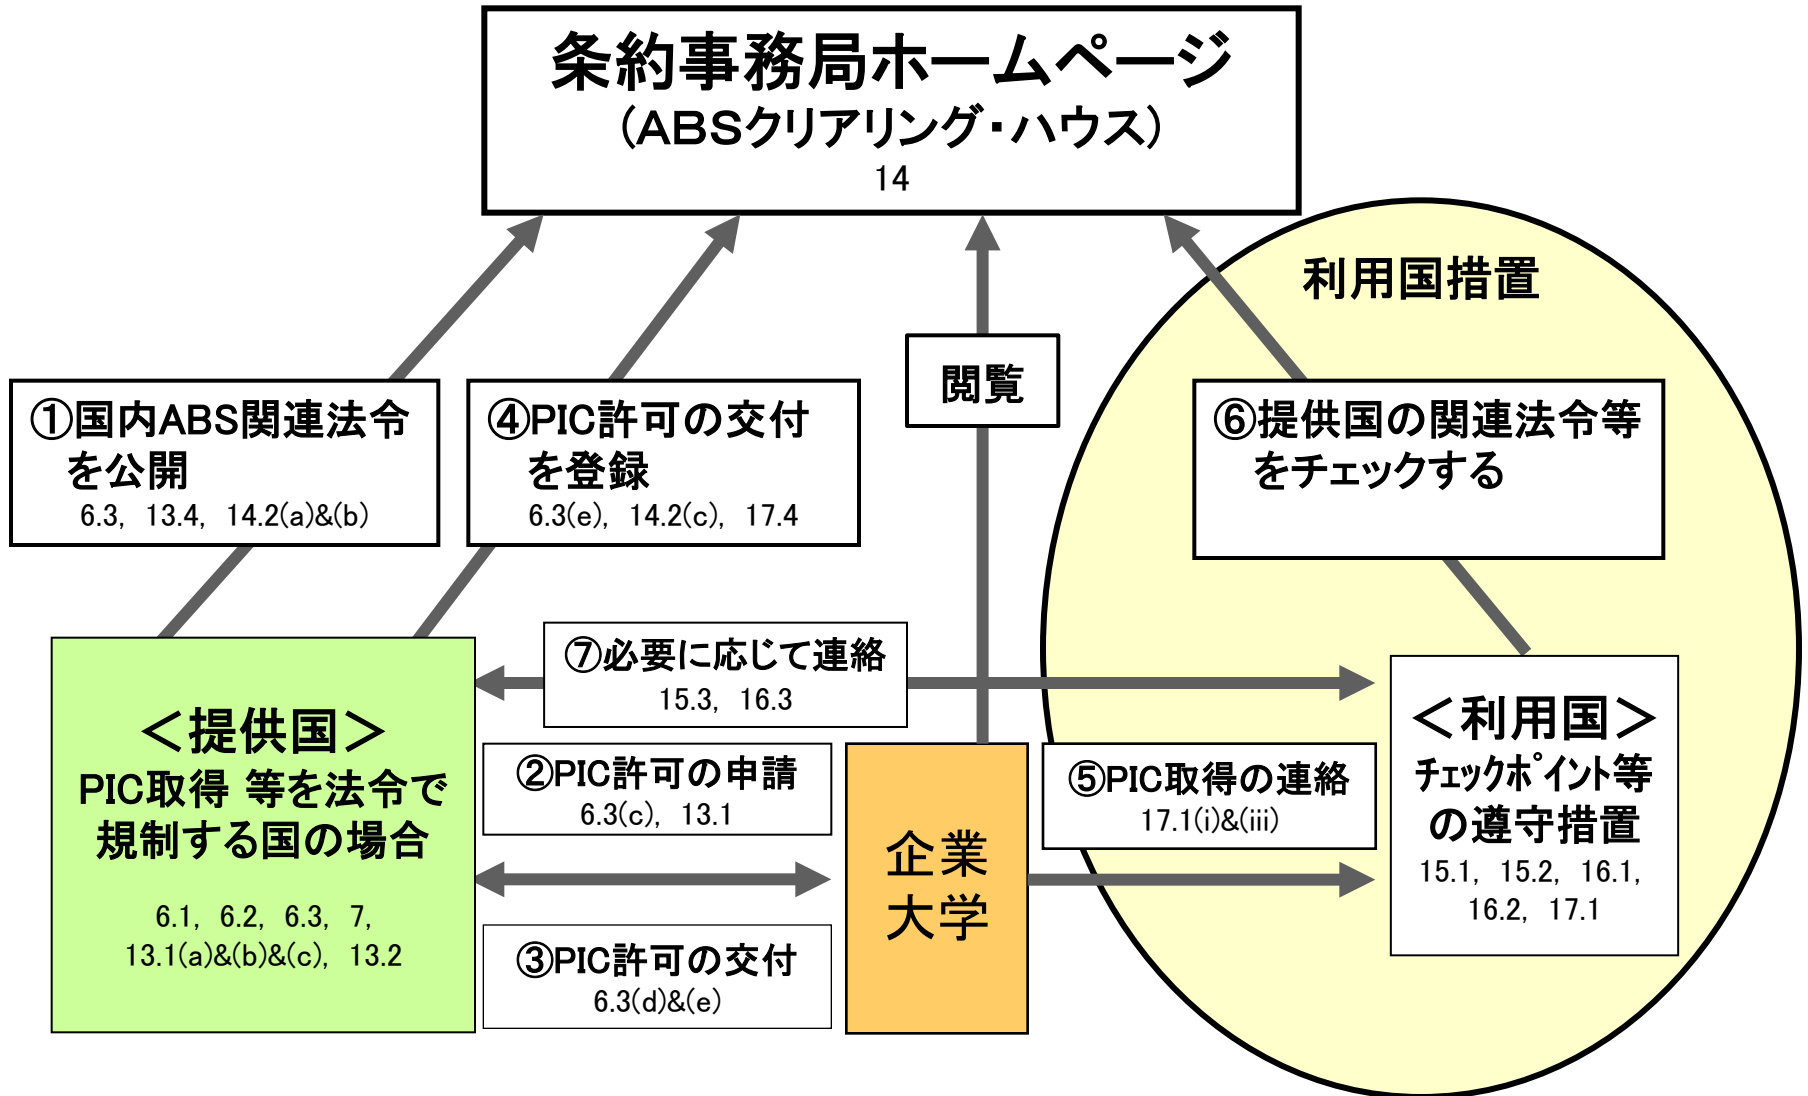 条約事務局ホームページ
(ABSクリアリング・ハウス)
14
利用国措置
閲覧
①国内ABS関連法令
を公開
6.3, 13.4, 14.2(a)&(b)
④PIC許可の交付
を登録
6.3(e), 14.2(c), 17.4
⑥提供国の関連法令等
をチェックする
⑦必要に応じて連絡
15.3, 16.3
<提供国>
PIC取得 等を法令で
規制する国の場合
6.1, 6.2, 6.3, 7,
13.1(a)&(b)&(c), 13.2
②PIC許可の申請
6.3(c), 13.1
③PIC許可の交付
6.3(d)&(e)
企業
大学
⑤PIC取得の連絡
17.1(i)&(iii)
<利用国>
ﾁｪｯｸﾎﾟｲﾝﾄ等
の遵守措置
15.1, 15.2, 16.1,
16.2, 17.1